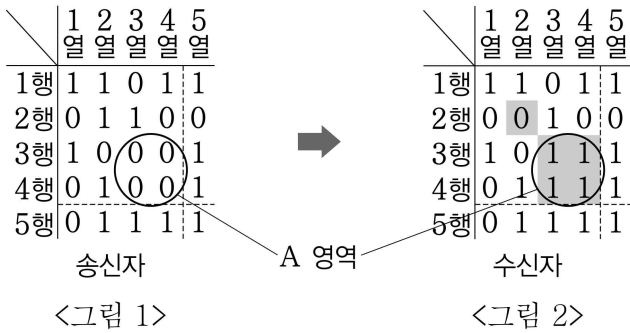 1열 2열 3열 4열 5열
1행 1 1 0 1 1
2행 0 1 1 0 0
3행 1 0 0 0 1
4행 0 1 0 0 1
5행 0 1 1 1 1
송신자
<그림 1>
A 영역
1열 2열 3열 4열 5열
1행 1 1 0 1 1
2행 0 0 1 0 0
3행 1 0 1 1 1
4행 0 1 1 1 1
5행 0 1 1 1 1
수신자
<그림 2>